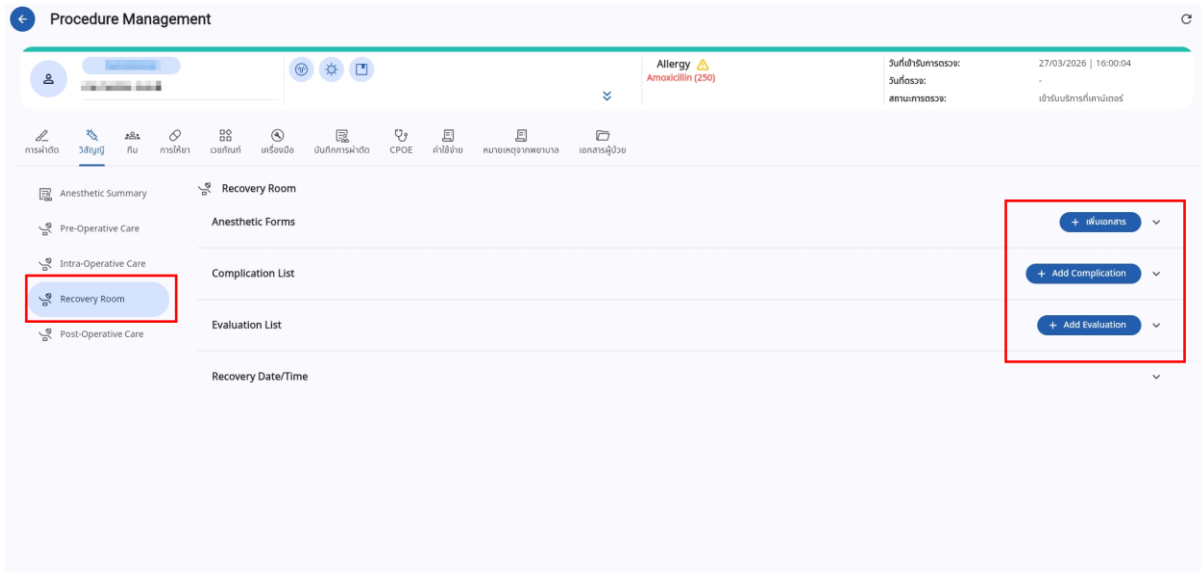 Procedure Management
Allergy
Amoxicillin (250)
วันที่เข้ารับการตรวจ: 27/03/2026 | 16:00:04
วันที่ตรวจ: -
สถานะการตรวจ: เข้ารับบริการที่เคาน์เตอร์
การผ่าตัด วิสัญญี ทีม การให้ยา เวชภัณฑ์ เครื่องมือ บันทึกการผ่าตัด CPOE ค่าใช้จ่าย หมายเหตุจากพยาบาล เอกสารผู้ป่วย
Anesthetic Summary
Pre-Operative Care
Intra-Operative Care
Recovery Room
Post-Operative Care
Recovery Room
Anesthetic Forms + เพิ่มเอกสาร
Complication List + Add Complication
Evaluation List + Add Evaluation
Recovery Date/Time